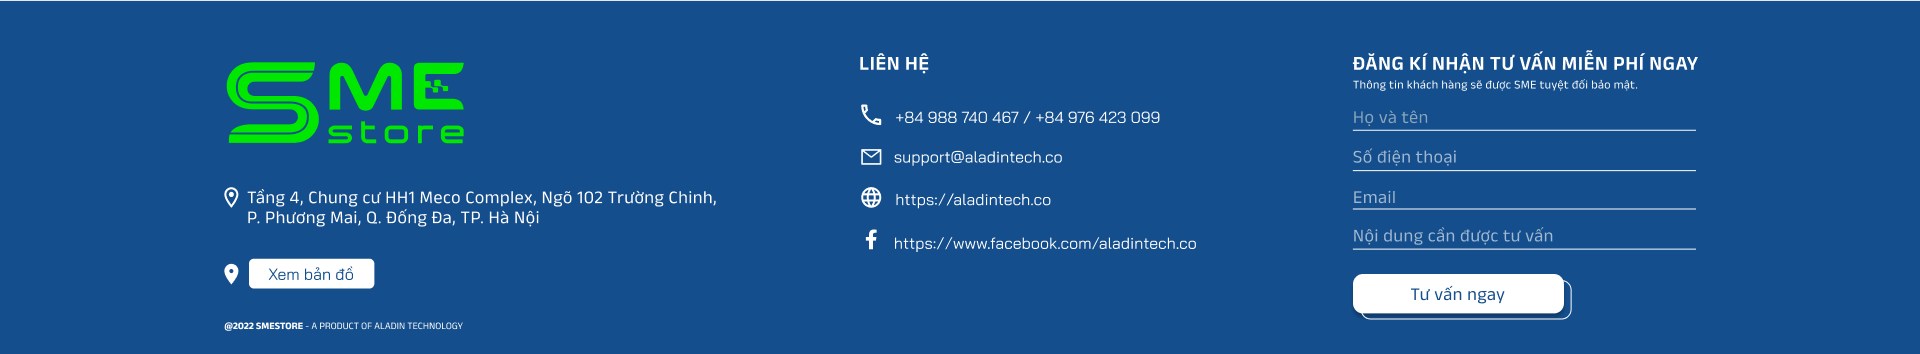 SME
store
Tầng 4, Chung cư HH1 Meco Complex, Ngõ 102 Trường Chinh,
P. Phương Mai, Q. Đống Đa, TP. Hà Nội
Xem bản đồ
@2022 SMESTORE - A PRODUCT OF ALADIN TECHNOLOGY
LIÊN HỆ
+84 988 740 467 / +84 976 423 099
support@aladintech.co
https://aladintech.co
https://www.facebook.com/aladintech.co
ĐĂNG KÍ NHẬN TƯ VẤN MIỄN PHÍ NGAY
Thông tin khách hàng sẽ được SME tuyệt đối bảo mật.
Họ và tên
Số điện thoại
Email
Nội dung cần được tư vấn
Tư vấn ngay